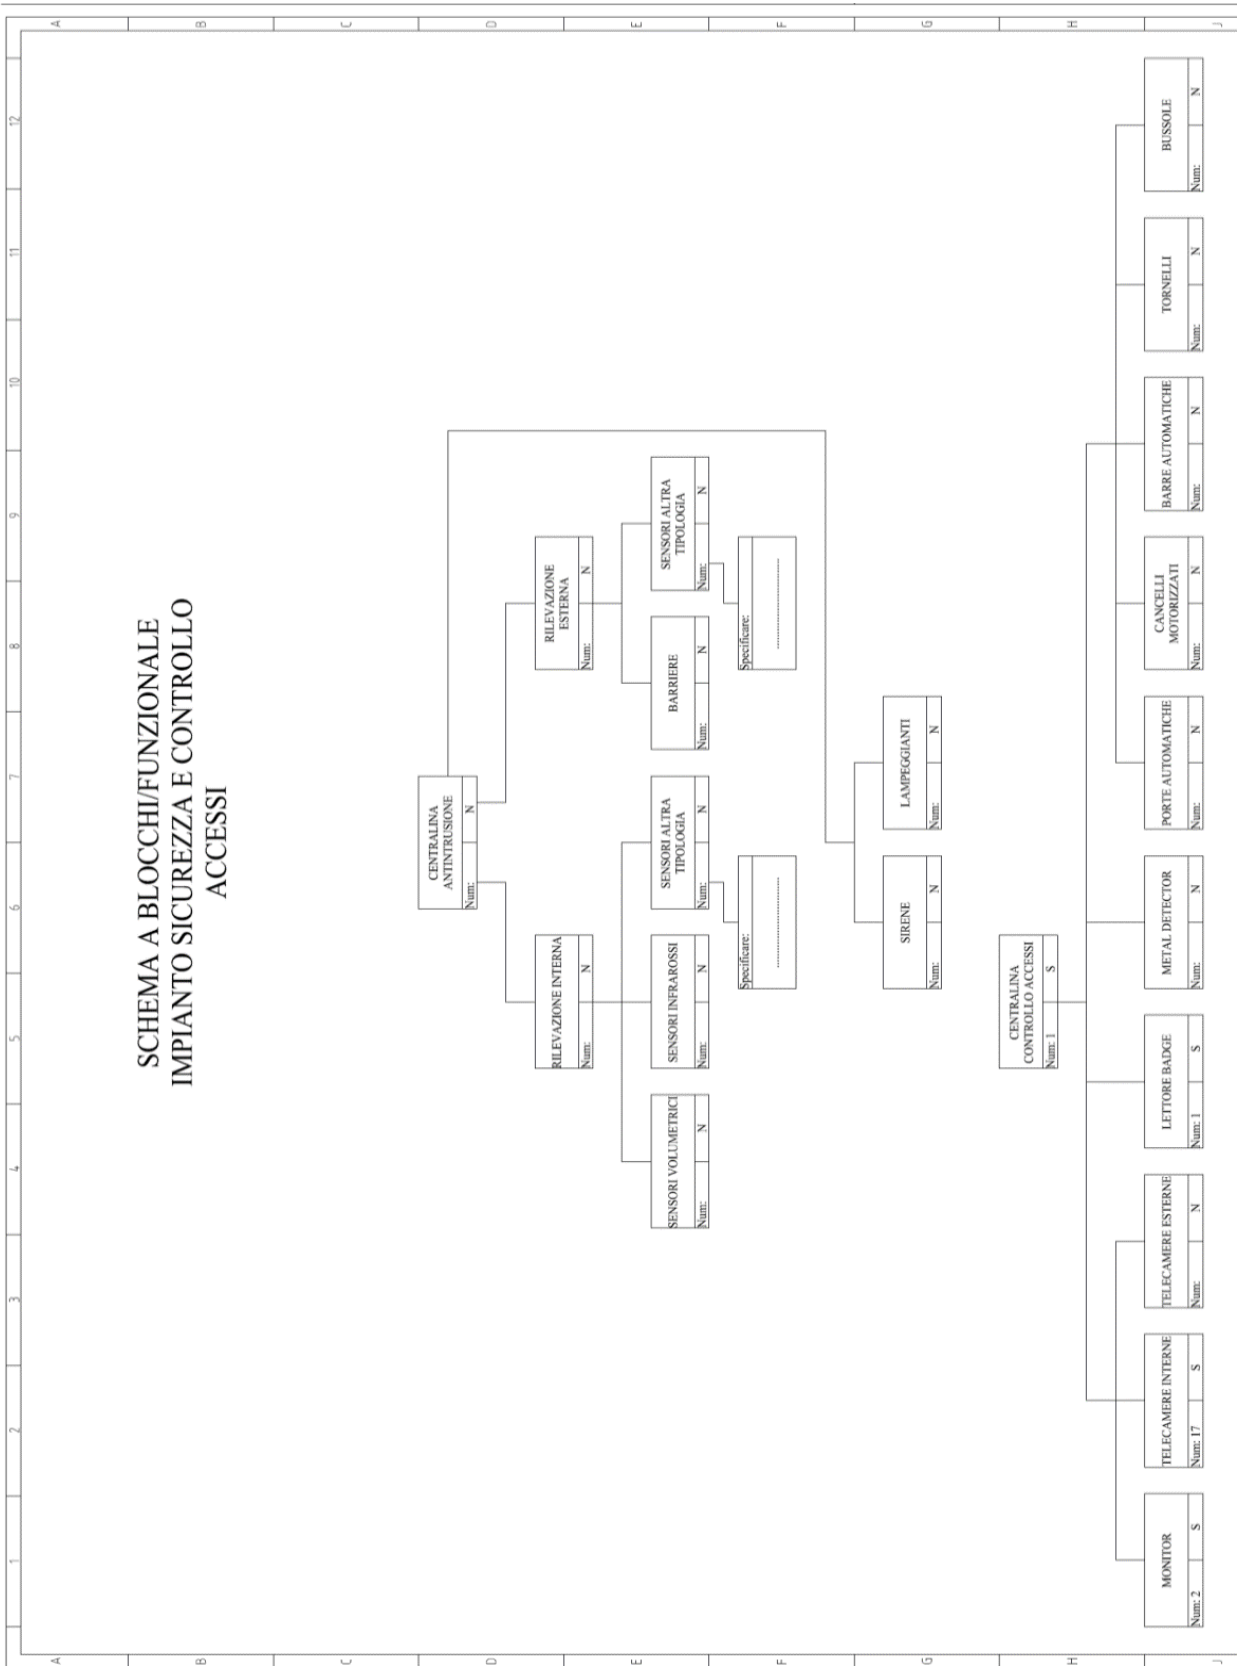 A B C D E F G H J
12 11 10 9 8 7 6 5 4 3 2 1
SCHEMA A BLOCCHI/FUNZIONALE
IMPIANTO SICUREZZA E CONTROLLO
ACCESSI
CENTRALINA
ANTINTRUSIONE
Num: N
RILEVAZIONE INTERNA
Num: N
RILEVAZIONE
ESTERNA
Num: N
SENSORI VOLUMETRICI
Num: N
SENSORI INFRAROSSI
Num: N
SENSORI ALTRA
TIPOLOGIA
Num: N
BARRIERE
Num: N
SENSORI ALTRA
TIPOLOGIA
Num: N
Specificare:
Specificare:
SIRENE
Num: N
LAMPEGGIANTI
Num: N
CENTRALINA
CONTROLLO ACCESSI
Num: 1 S
MONITOR
Num: 2 S
TELECAMERE INTERNE
Num: 17 S
TELECAMERE ESTERNE
Num: N
LETTORE BADGE
Num: 1 S
METAL DETECTOR
Num: N
PORTE AUTOMATICHE
Num: N
CANCELLI
MOTORIZZATI
Num: N
BARRE AUTOMATICHE
Num: N
TORNELLI
Num: N
BUSSOLE
Num: N
A B C D E F G H J